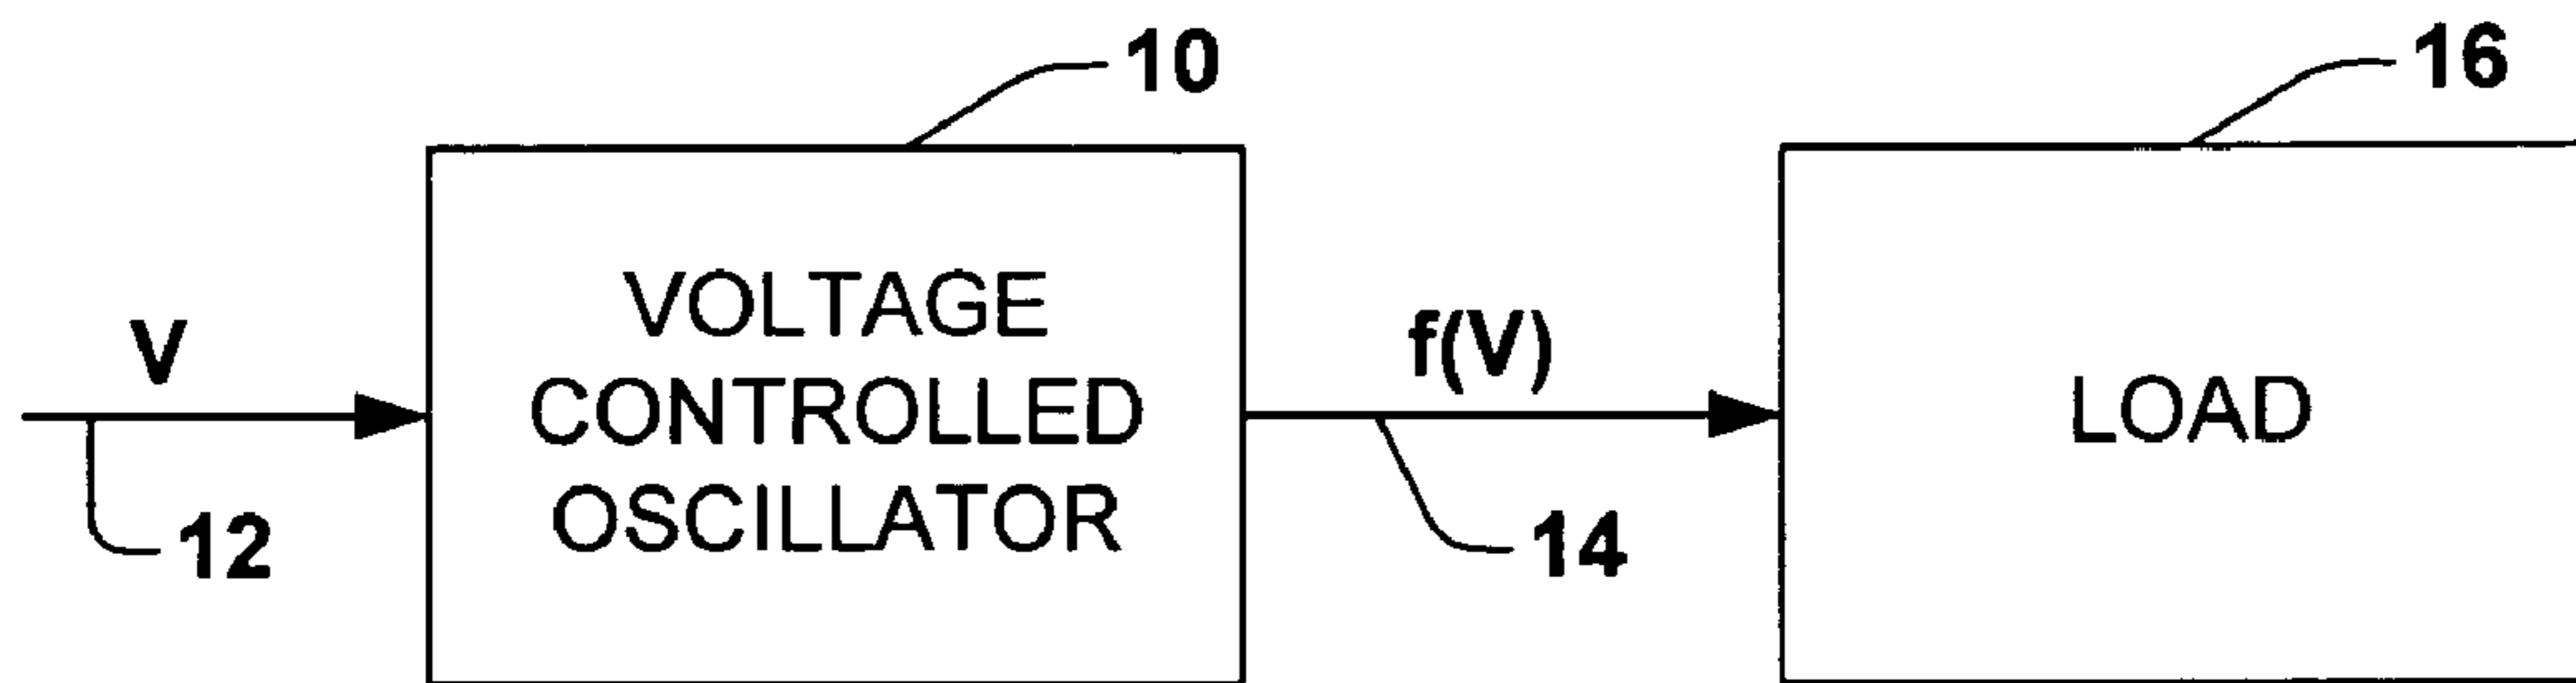 10
16
V
VOLTAGE
CONTROLLED
OSCILLATOR
f(V)
LOAD
12
14